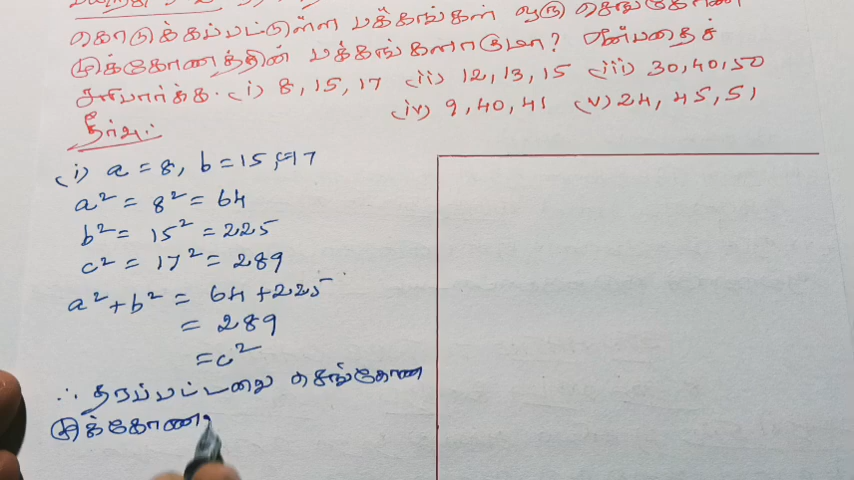 கொடுக்கப்பட்டுள்ள பக்கங்கள் ஒரு செங்கோண
முக்கோணத்தின் பக்கங்களாகுமா? என்பதைச்
சரிபார்க்க. (i) 8, 15, 17 (ii) 12, 13, 15 (iii) 30, 40, 50
(iv) 9, 40, 41 (v) 24, 45, 51
தீர்வு:
(i) a = 8, b = 15, c = 17
a² = 8² = 64
b² = 15² = 225
c² = 17² = 289
a² + b² = 64 + 225
= 289
= c²
∴ தரப்பட்டவை செங்கோண
முக்கோண